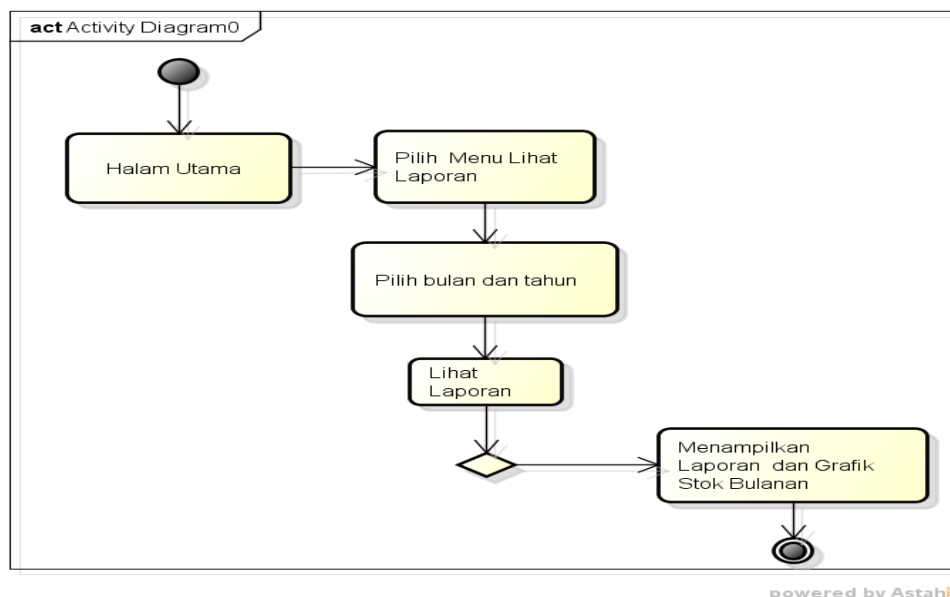 act Activity Diagram0
Halam Utama
Pilih Menu Lihat
Laporan
Pilih bulan dan tahun
Lihat
Laporan
Menampilkan
Laporan dan Grafik
Stok Bulanan
powered by Astah